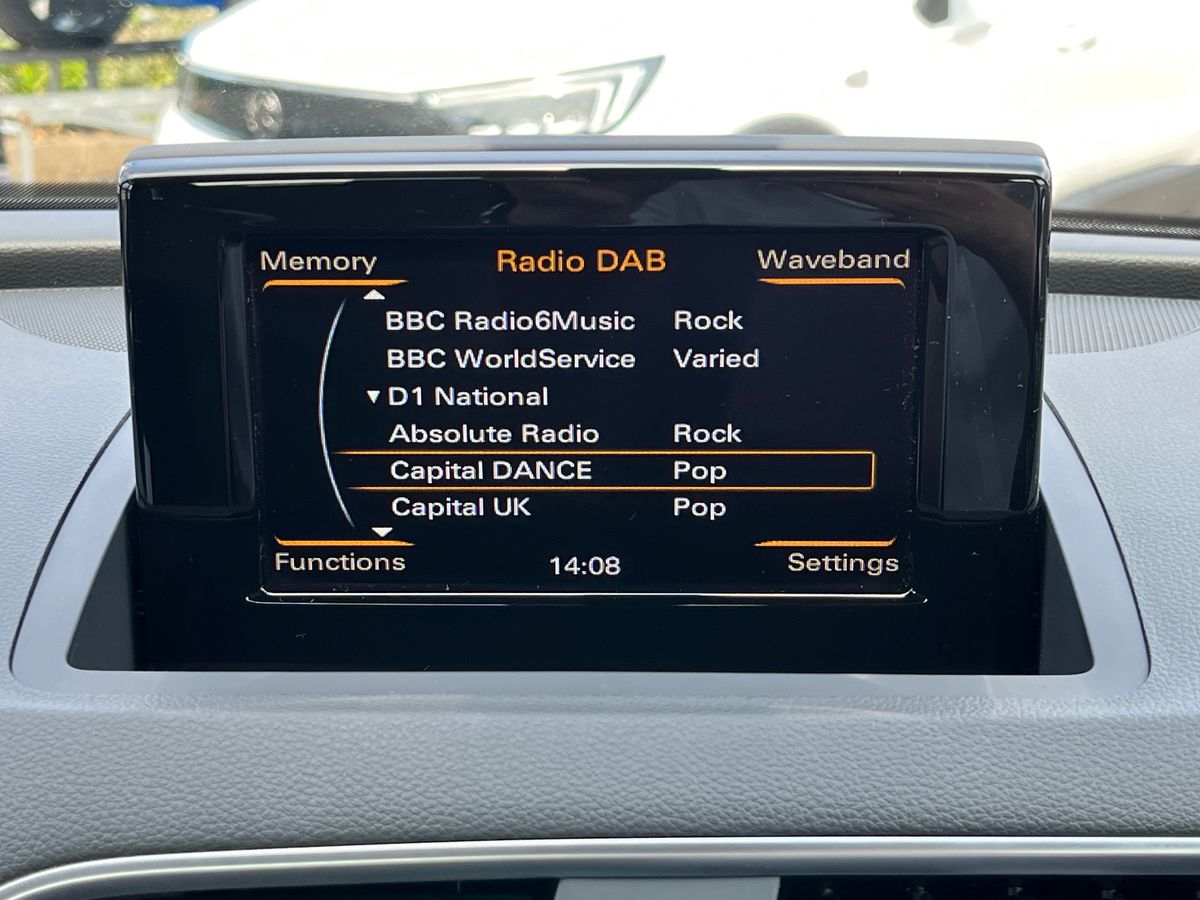 Memory Radio DAB Waveband
BBC Radio6Music Rock
BBC WorldService Varied
▼ D1 National
Absolute Radio Rock
Capital DANCE Pop
Capital UK Pop
Functions 14:08 Settings